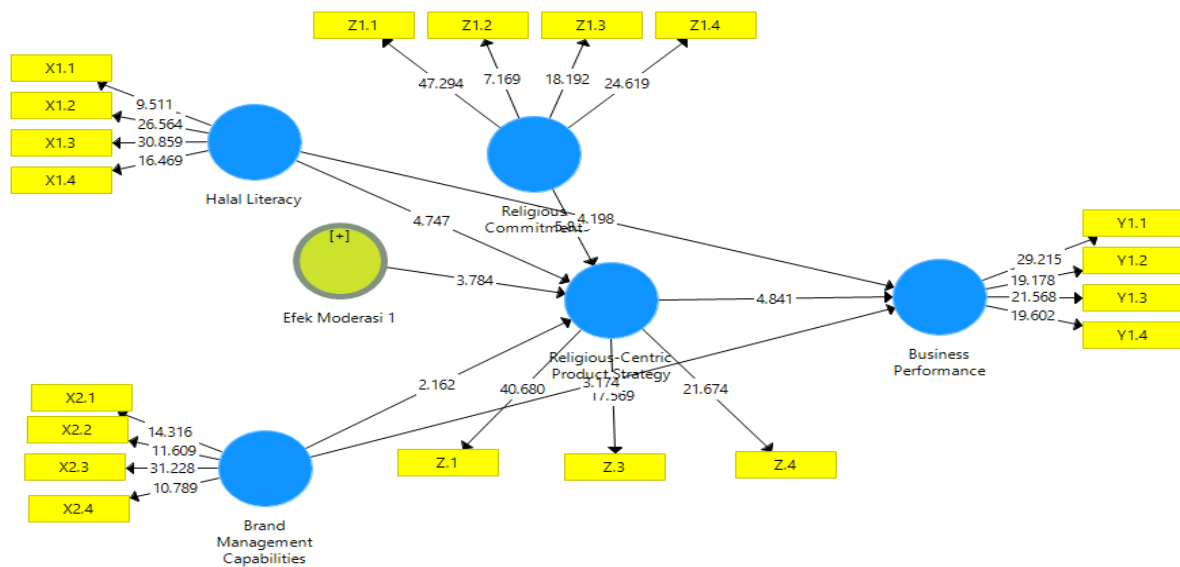 Z1.1
Z1.2
Z1.3
Z1.4
47.294
7.169
18.192
24.619
X1.1
X1.2
X1.3
X1.4
9.511
26.564
30.859
16.469
Halal Literacy
Religious
Commitment
4.747
4.198
[+]
Efek Moderasi 1
3.784
Religious-Centric
Product Strategy
4.841
Business
Performance
29.215
19.178
21.568
19.602
Y1.1
Y1.2
Y1.3
Y1.4
2.162
3.174
40.680
17.569
21.674
Z.1
Z.3
Z.4
X2.1
X2.2
X2.3
X2.4
14.316
11.609
31.228
10.789
Brand
Management
Capabilities